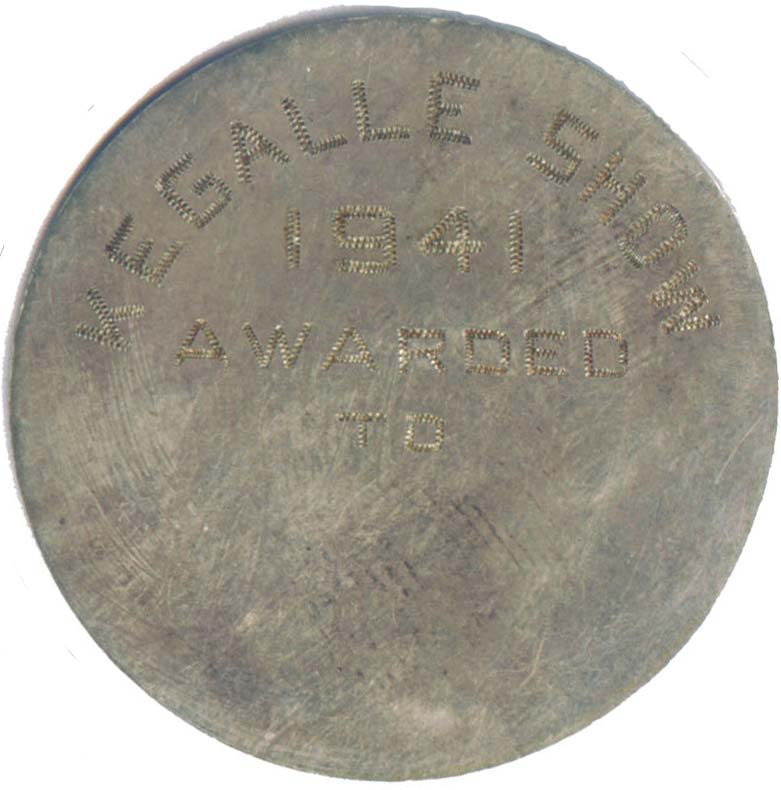 KEGALLE SHOW
1941
AWARDED
TO